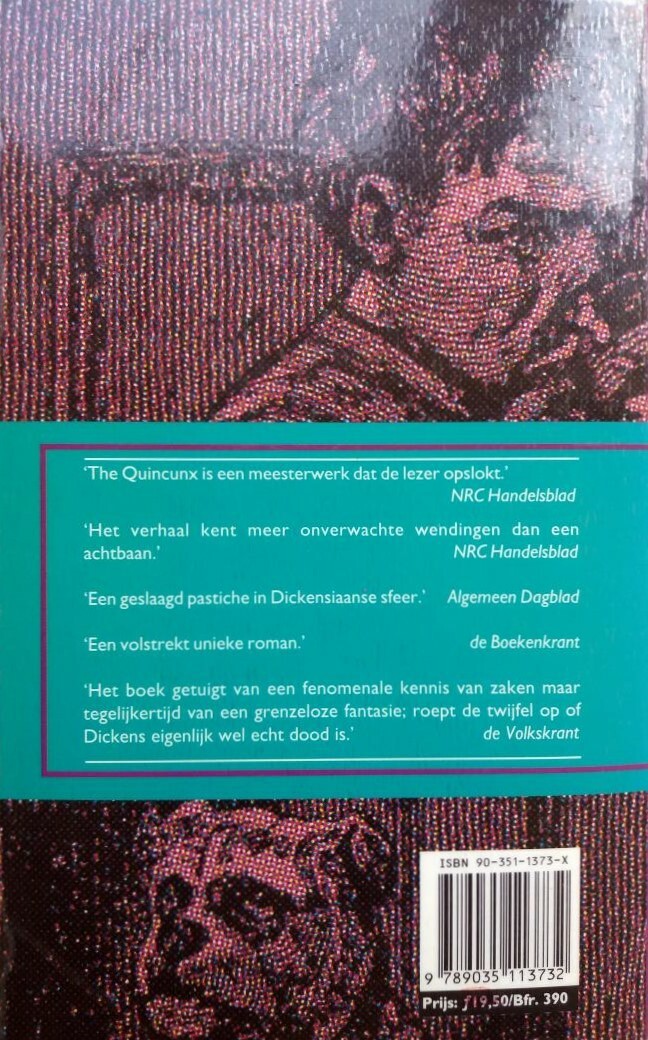 ‘The Quincunx is een meesterwerk dat de lezer opslokt.’
NRC Handelsblad
‘Het verhaal kent meer onverwachte wendingen dan een
achtbaan.’ NRC Handelsblad
‘Een geslaagd pastiche in Dickensiaanse sfeer.’ Algemeen Dagblad
‘Een volstrekt unieke roman.’ de Boekenkrant
‘Het boek getuigt van een fenomenale kennis van zaken maar
tegelijkertijd van een grenzeloze fantasie; roept de twijfel op of
Dickens eigenlijk wel echt dood is.’ de Volkskrant
ISBN 90-351-1373-X
9 789035 113732
Prijs: ƒ19,50/Bfr. 390